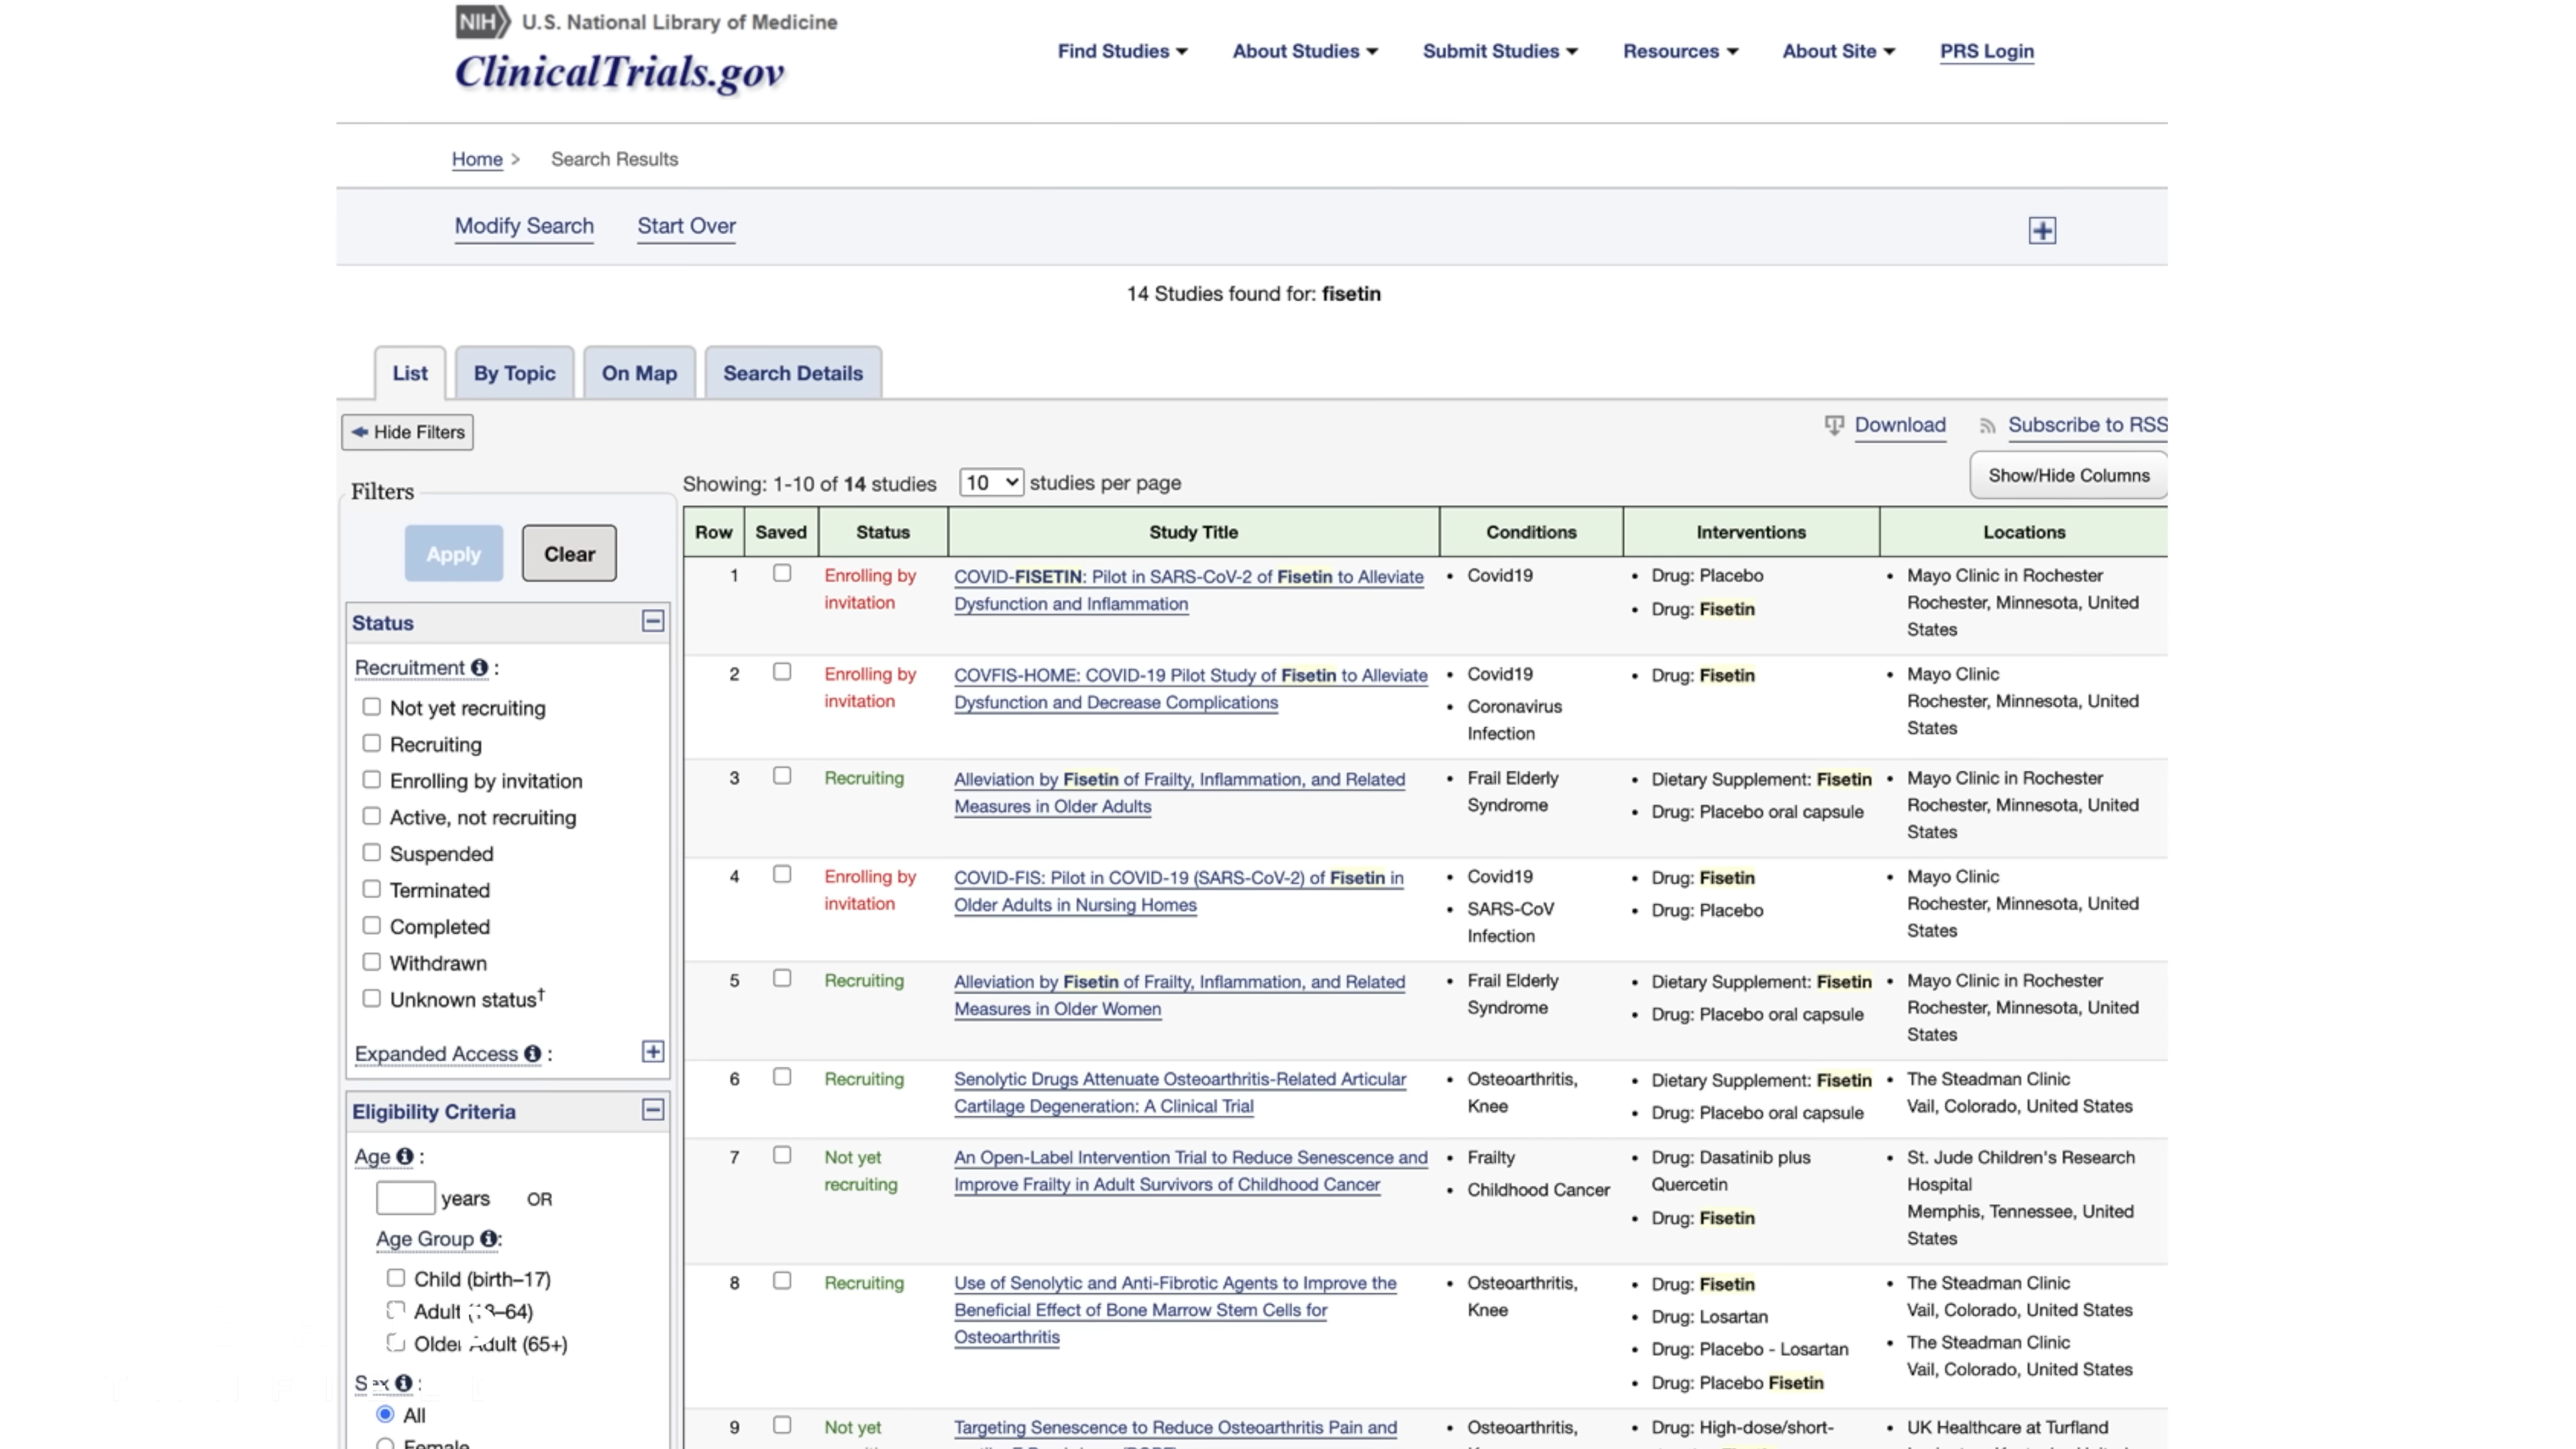 NIH U.S. National Library of Medicine
ClinicalTrials.gov
Find Studies About Studies Submit Studies Resources About Site PRS Login
Home > Search Results
Modify Search Start Over
14 Studies found for: fisetin
List By Topic On Map Search Details
Hide Filters
Download Subscribe to RSS
Show/Hide Columns
Showing: 1-10 of 14 studies 10 studies per page
Filters
Apply Clear
Status
Recruitment :
Not yet recruiting
Recruiting
Enrolling by invitation
Active, not recruiting
Suspended
Terminated
Completed
Withdrawn
Unknown status†
Expanded Access :
Eligibility Criteria
Age :
years OR
Age Group :
Child (birth–17)
Adult (18–64)
Older Adult (65+)
Sex :
All
Female
Row Saved Status Study Title Conditions Interventions Locations
1 Enrolling by COVID-FISETIN: Pilot in SARS-CoV-2 of Fisetin to Alleviate • Covid19 • Drug: Placebo • Mayo Clinic in Rochester
invitation Dysfunction and Inflammation • Drug: Fisetin Rochester, Minnesota, United
States
2 Enrolling by COVFIS-HOME: COVID-19 Pilot Study of Fisetin to Alleviate • Covid19 • Drug: Fisetin • Mayo Clinic
invitation Dysfunction and Decrease Complications • Coronavirus Rochester, Minnesota, United
Infection States
3 Recruiting Alleviation by Fisetin of Frailty, Inflammation, and Related • Frail Elderly • Dietary Supplement: Fisetin • Mayo Clinic in Rochester
Measures in Older Adults Syndrome • Drug: Placebo oral capsule Rochester, Minnesota, United
States
4 Enrolling by COVID-FIS: Pilot in COVID-19 (SARS-CoV-2) of Fisetin in • Covid19 • Drug: Fisetin • Mayo Clinic
invitation Older Adults in Nursing Homes • SARS-CoV • Drug: Placebo Rochester, Minnesota, United
Infection States
5 Recruiting Alleviation by Fisetin of Frailty, Inflammation, and Related • Frail Elderly • Dietary Supplement: Fisetin • Mayo Clinic in Rochester
Measures in Older Women Syndrome • Drug: Placebo oral capsule Rochester, Minnesota, United
States
6 Recruiting Senolytic Drugs Attenuate Osteoarthritis-Related Articular • Osteoarthritis, • Dietary Supplement: Fisetin • The Steadman Clinic
Cartilage Degeneration: A Clinical Trial Knee • Drug: Placebo oral capsule Vail, Colorado, United States
7 Not yet An Open-Label Intervention Trial to Reduce Senescence and • Frailty • Drug: Dasatinib plus • St. Jude Children's Research
recruiting Improve Frailty in Adult Survivors of Childhood Cancer • Childhood Cancer Quercetin Hospital
• Drug: Fisetin Memphis, Tennessee, United
States
8 Recruiting Use of Senolytic and Anti-Fibrotic Agents to Improve the • Osteoarthritis, • Drug: Fisetin • The Steadman Clinic
Beneficial Effect of Bone Marrow Stem Cells for Knee • Drug: Losartan Vail, Colorado, United States
Osteoarthritis • Drug: Placebo - Losartan • The Steadman Clinic
• Drug: Placebo Fisetin Vail, Colorado, United States
9 Not yet Targeting Senescence to Reduce Osteoarthritis Pain and • Osteoarthritis, • Drug: High-dose/short- • UK Healthcare at Turfland